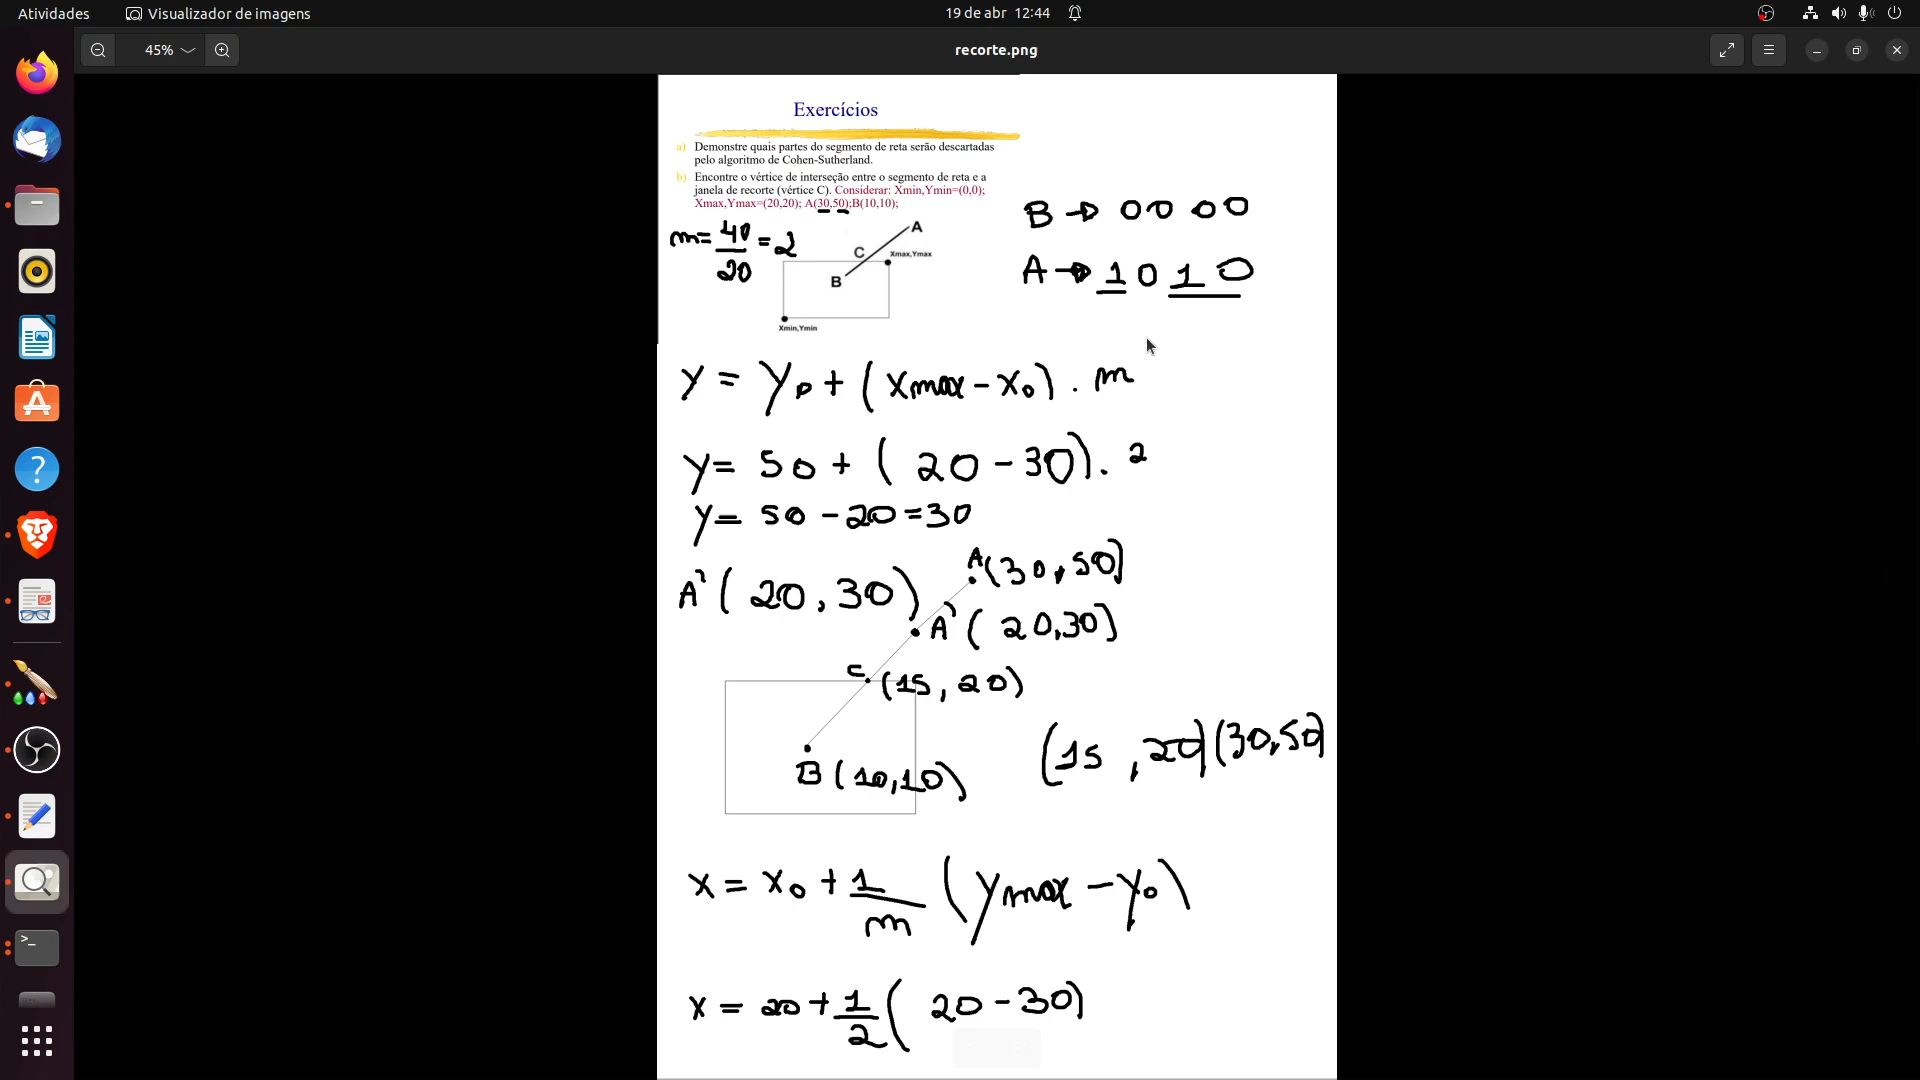 Atividades
Visualizador de imagens
19 de abr 12:44
45%
recorte.png
Exercícios
a) Demonstre quais partes do segmento de reta serão descartadas
pelo algoritmo de Cohen-Sutherland.
b) Encontre o vértice de interseção entre o segmento de reta e a
janela de recorte (vértice C). Considerar: Xmin,Ymin=(0,0);
Xmax,Ymax=(20,20); A(30,50);B(10,10);
m= 40/20 = 2
A
C
Xmax,Ymax
B
Xmin,Ymin
B → 00 00
A → 10 10
y = y0 + (xmax - x0) . m
y = 50 + ( 20 - 30) . 2
y = 50 - 20 = 30
A' ( 20, 30 )
A(30,50)
A' ( 20,30)
C (15, 20)
B (10,10)
(15 ,20)(30,50)
x = x0 + 1/m (ymax - y0)
x = 20 + 1/2 ( 20 - 30)